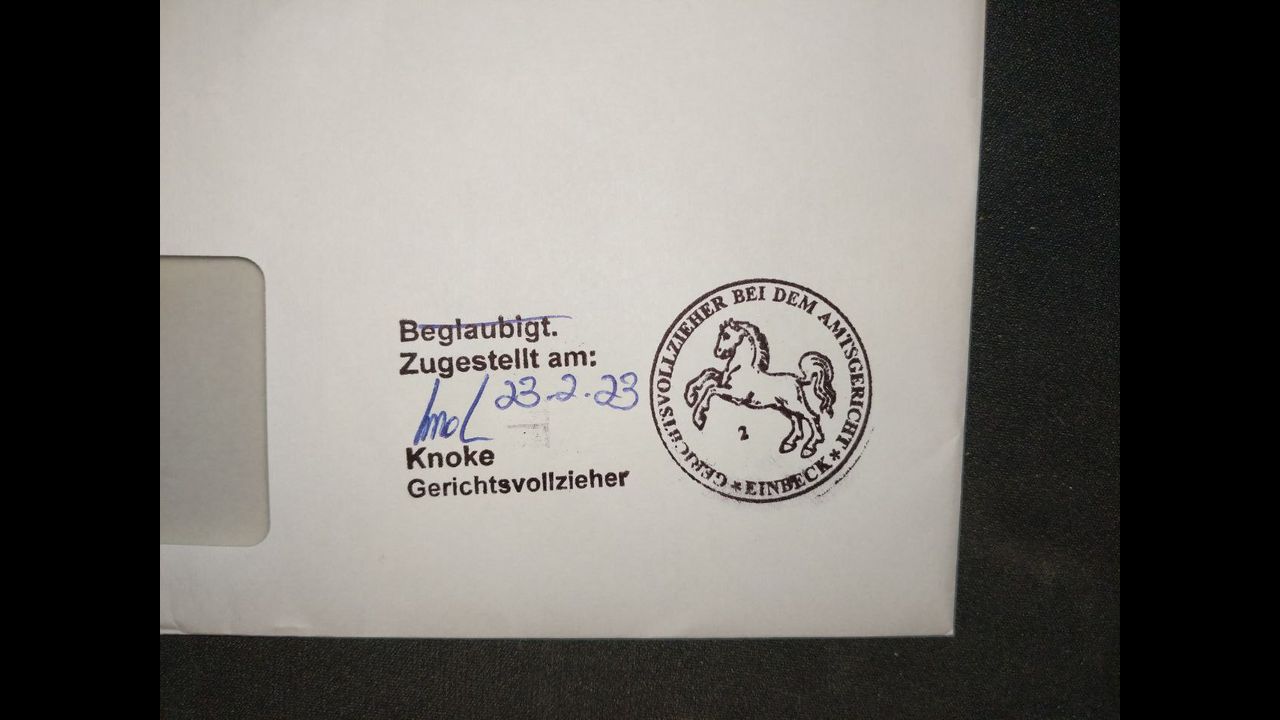 Beglaubigt.
Zugestellt am:
23.2.23
Knoke
Gerichtsvollzieher
GERICHTSVOLLZIEHER BEI DEM AMTSGERICHT
* EINBECK *
2